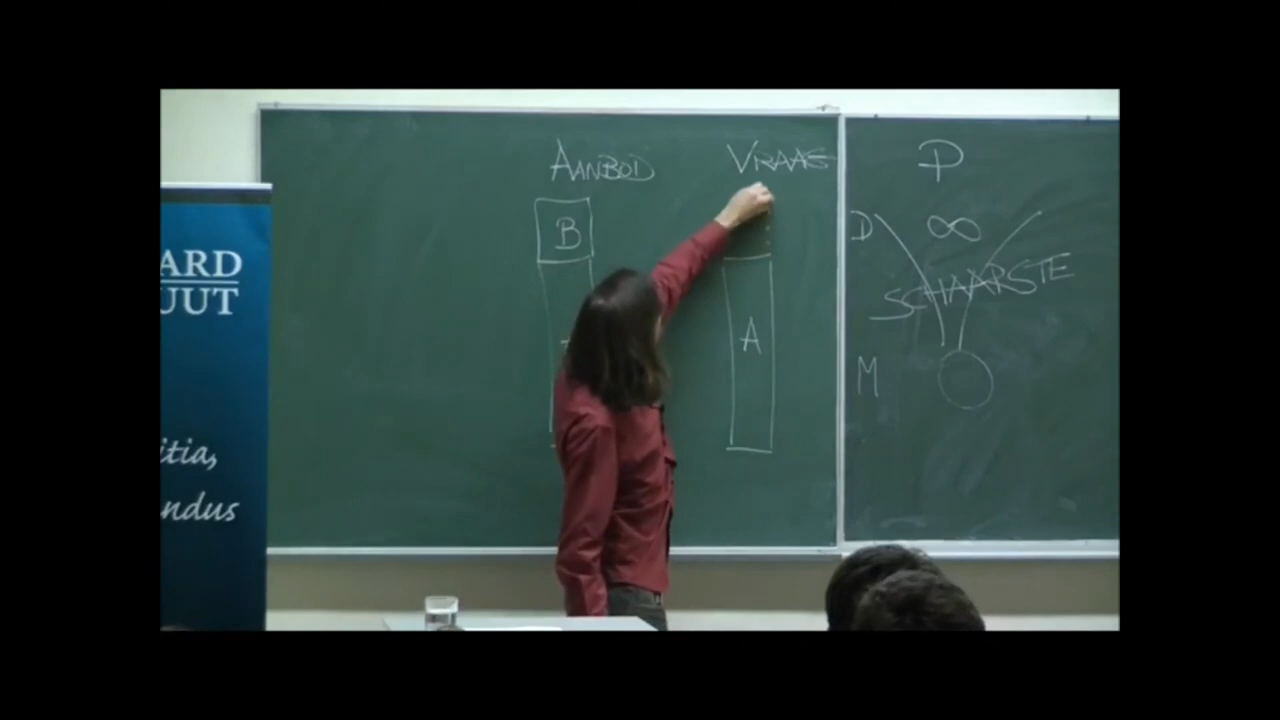 AANBOD
VRAAG
B
A
P
D
∞
SCHAARSTE
M
ARD
UUT
itia,
ndus